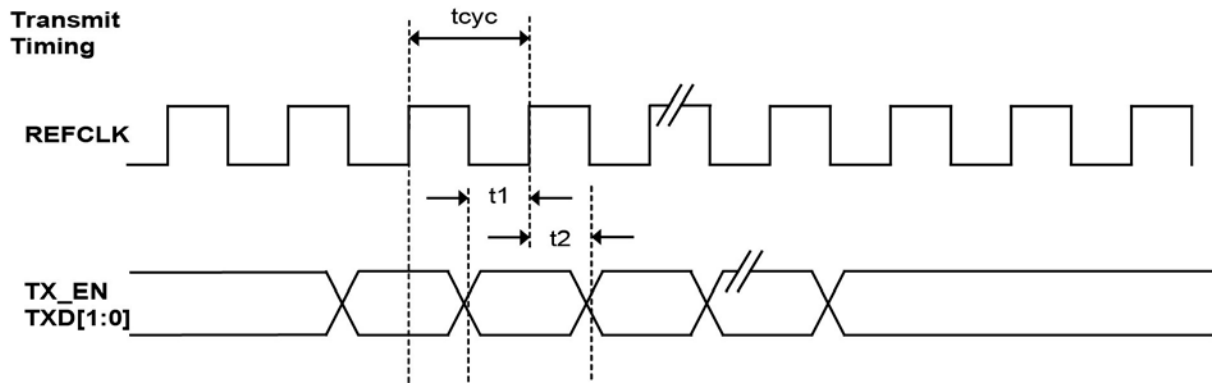 Transmit
Timing
tcyc
REFCLK
t1
t2
TX_EN
TXD[1:0]